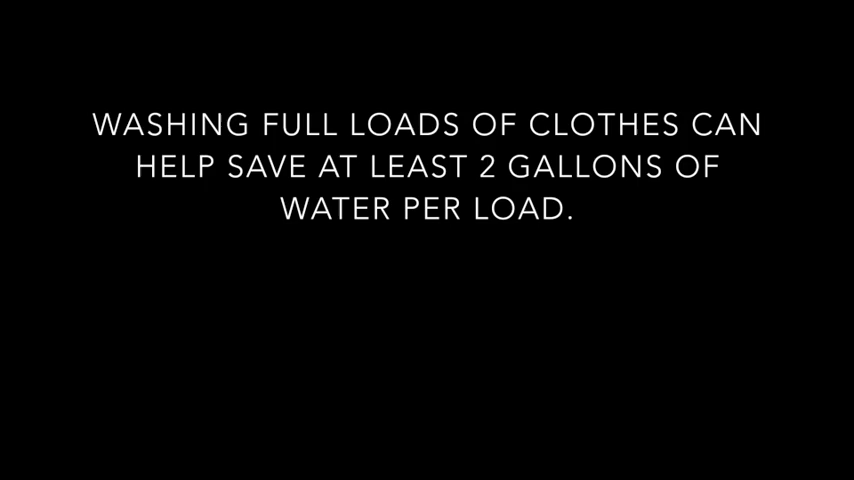 WASHING FULL LOADS OF CLOTHES CAN
HELP SAVE AT LEAST 2 GALLONS OF
WATER PER LOAD.